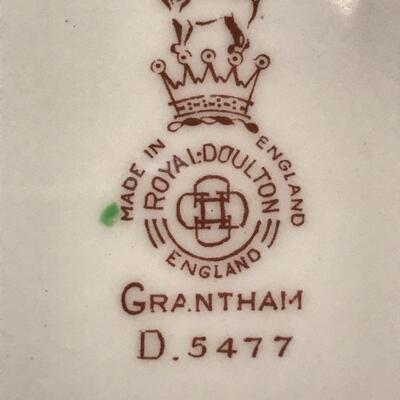 MADE IN ENGLAND
ROYAL·DOULTON
ENGLAND
GRANTHAM
D.5477